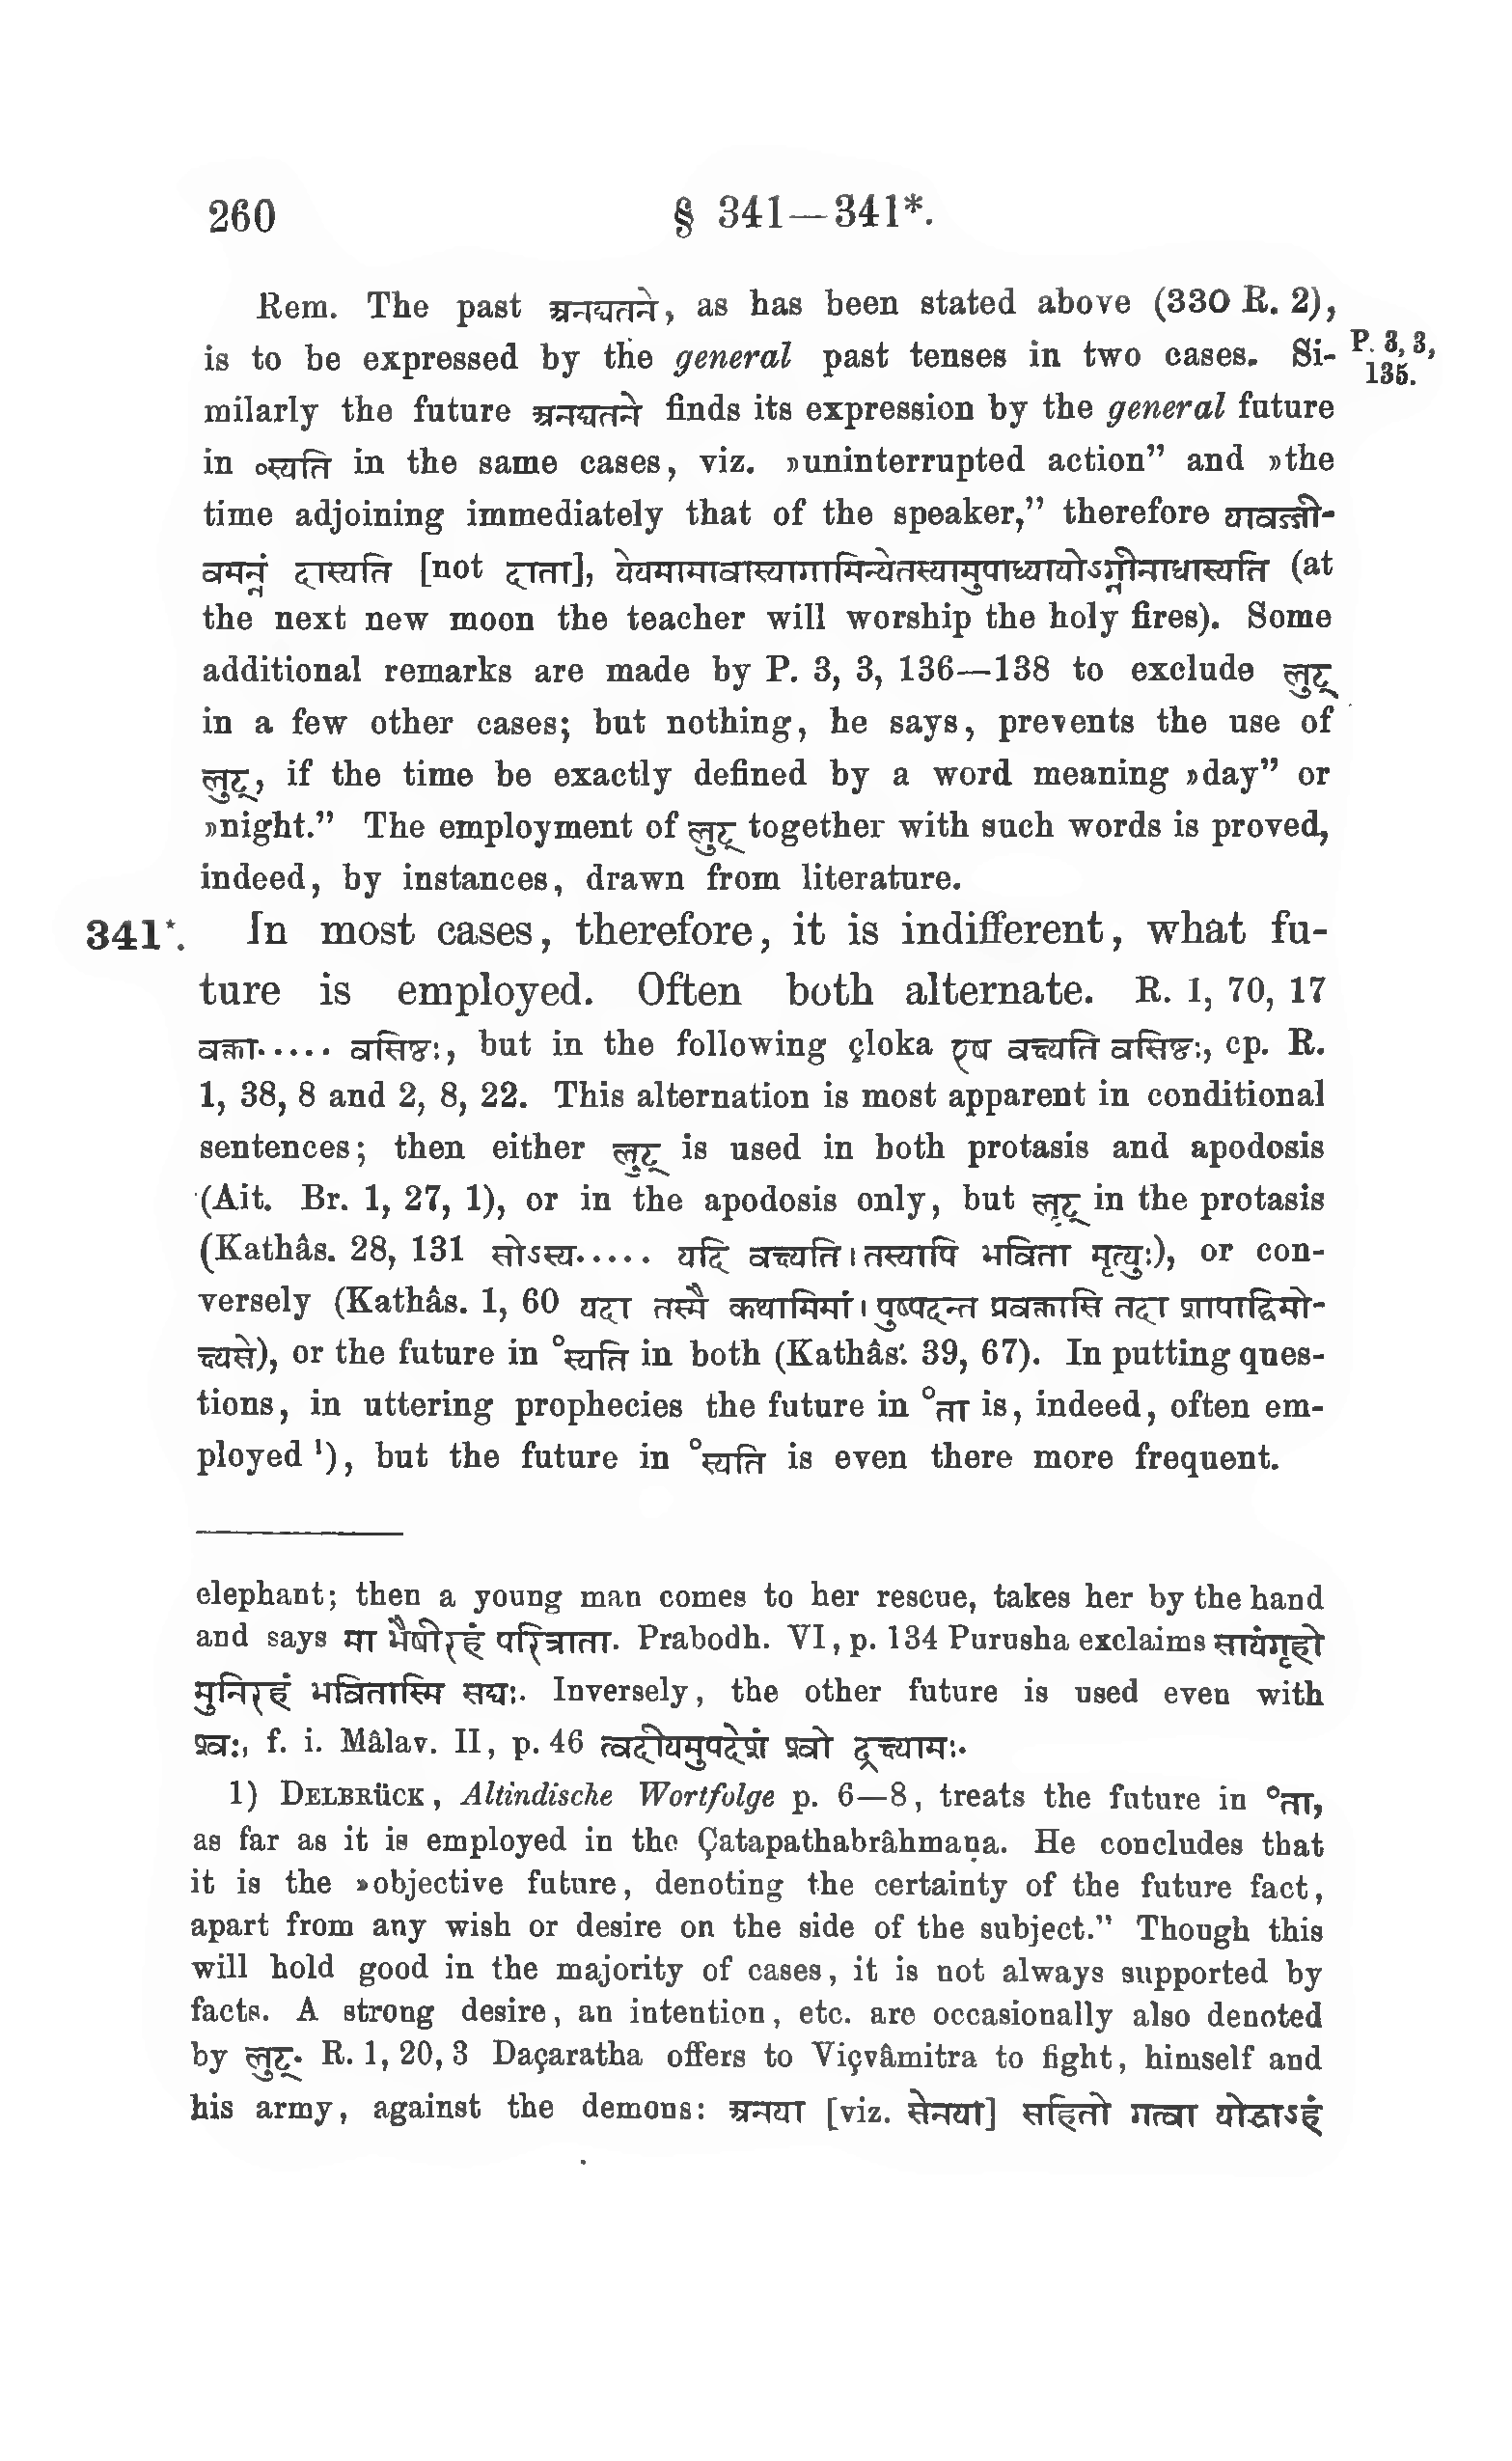 260 § 341—341*.
Rem. The past अनद्यतने, as has been stated above (330 R. 2),
is to be expressed by the general past tenses in two cases. Si-
P. 3, 3,
135.
milarly the future अनद्यतने finds its expression by the general future
in ०स्यति in the same cases, viz. »uninterrupted action” and »the
time adjoining immediately that of the speaker,” therefore यावज्जी-
वमन्नं दास्यति [not दाता], येयममावास्यागामिन्येतस्यामुपाध्यायोऽग्नीनाधास्यति (at
the next new moon the teacher will worship the holy fires). Some
additional remarks are made by P. 3, 3, 136—138 to exclude लुट्
in a few other cases; but nothing, he says, prevents the use of
लुट्, if the time be exactly defined by a word meaning »day” or
»night.” The employment of लुट् together with such words is proved,
indeed, by instances, drawn from literature.
341*. In most cases, therefore, it is indifferent, what fu-
ture is employed. Often both alternate. R. 1, 70, 17
वक्ता..... वसिष्ठः, but in the following çloka एष वक्ष्यति वसिष्ठः, cp. R.
1, 38, 8 and 2, 8, 22. This alternation is most apparent in conditional
sentences; then either लुट् is used in both protasis and apodosis
(Ait. Br. 1, 27, 1), or in the apodosis only, but लृट् in the protasis
(Kathâs. 28, 131 सोऽस्य..... यदि वक्ष्यति। तस्यापि भविता मृत्युः), or con-
versely (Kathâs. 1, 60 यदा तस्मै कथामिमां। पुष्पदन्त प्रवक्तासि तदा शापाद्विमो-
क्ष्यसे), or the future in °स्यति in both (Kathâs. 39, 67). In putting ques-
tions, in uttering prophecies the future in °ता is, indeed, often em-
ployed ¹), but the future in °स्यति is even there more frequent.
elephant; then a young man comes to her rescue, takes her by the hand
and says मा भैषीरहं परित्राता. Prabodh. VI, p. 134 Purusha exclaims सायंगृहो
मुनिरहं भवितास्मि सद्यः. Inversely, the other future is used even with
श्वः, f. i. Mâlav. II, p. 46 त्वदीयमुपदेशं श्वो द्रक्ष्यामः.
1) DELBRüCK, Altindische Wortfolge p. 6—8, treats the future in °ता,
as far as it is employed in the Çatapathabrâhmaṇa. He concludes that
it is the »objective future, denoting the certainty of the future fact,
apart from any wish or desire on the side of the subject.” Though this
will hold good in the majority of cases, it is not always supported by
facts. A strong desire, an intention, etc. are occasionally also denoted
by लुट्. R. 1, 20, 3 Daçaratha offers to Viçvâmitra to fight, himself and
his army, against the demons: अनया [viz. सेनया] सहितो गत्वा योद्धाऽहं